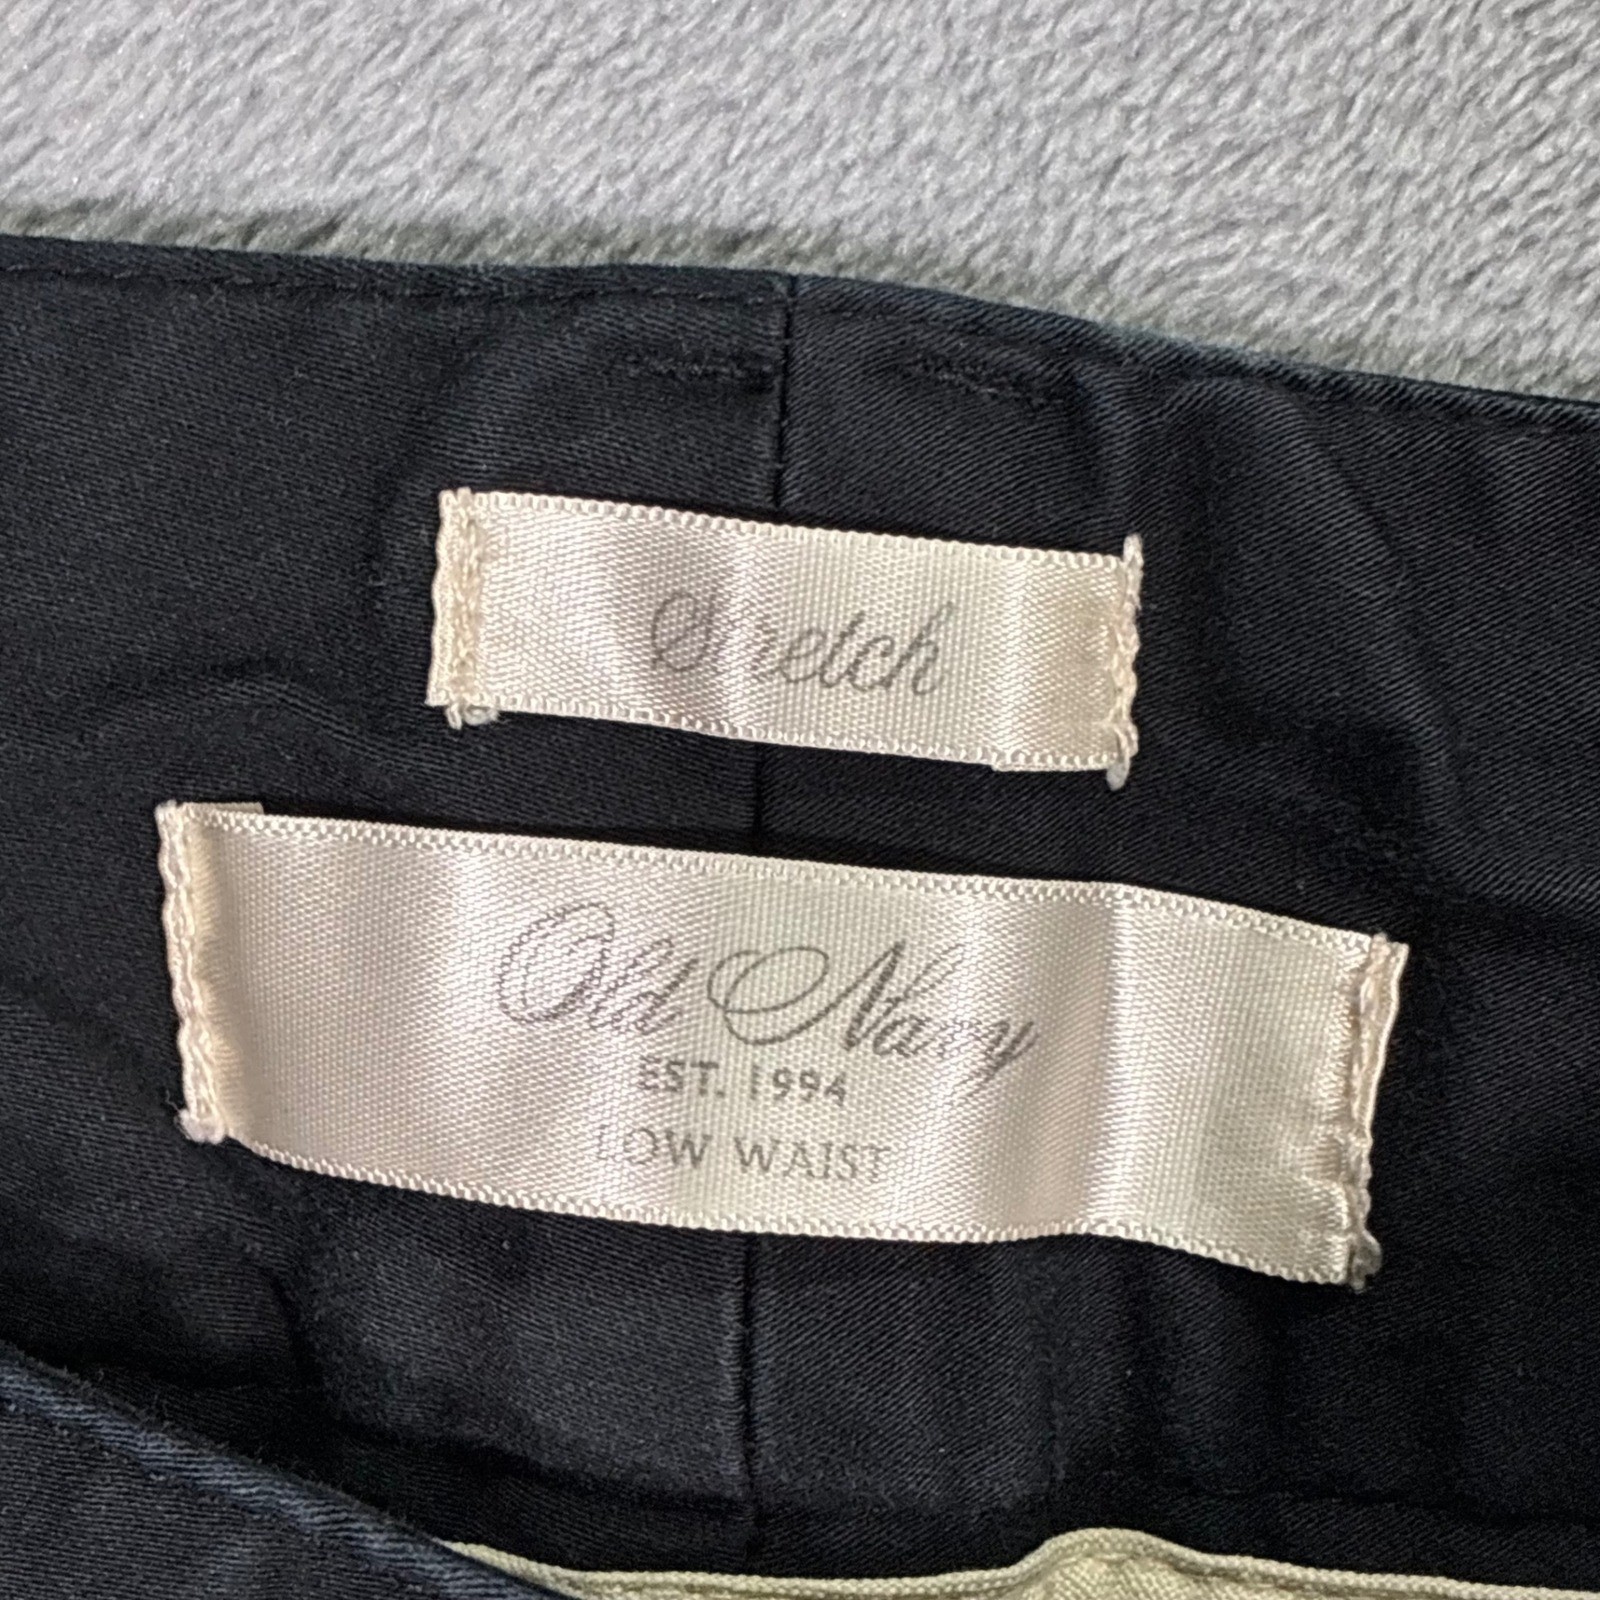 Stretch
Old Navy
EST. 1994
LOW WAIST